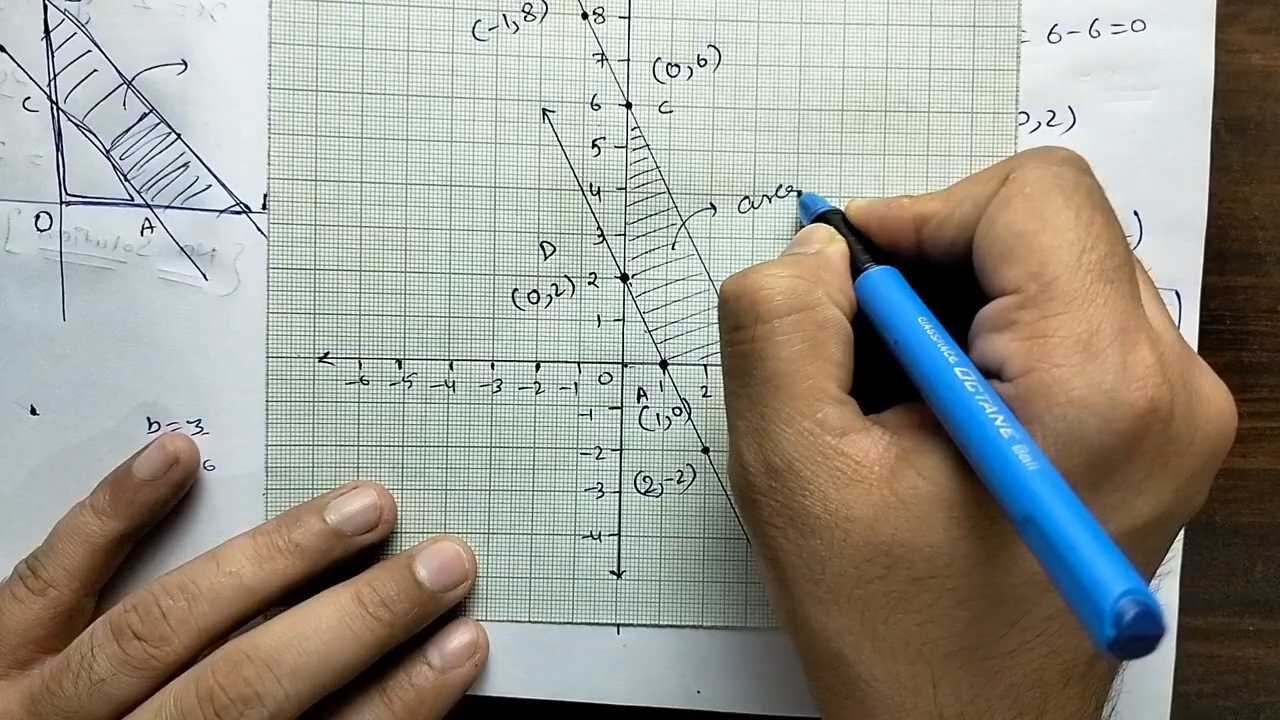 (-1,8)
8
7
(0,6)
6 C
5
4
3
area
D
2
(0,2)
1
-6 -5 -4 -3 -2 -1 0 1 2
A
(1,0)
-1
-2
-3
(2,-2)
-4
C
O A
b=3
6
= 6-6=0
0,2)
CLASSMATE OCTANE Ball